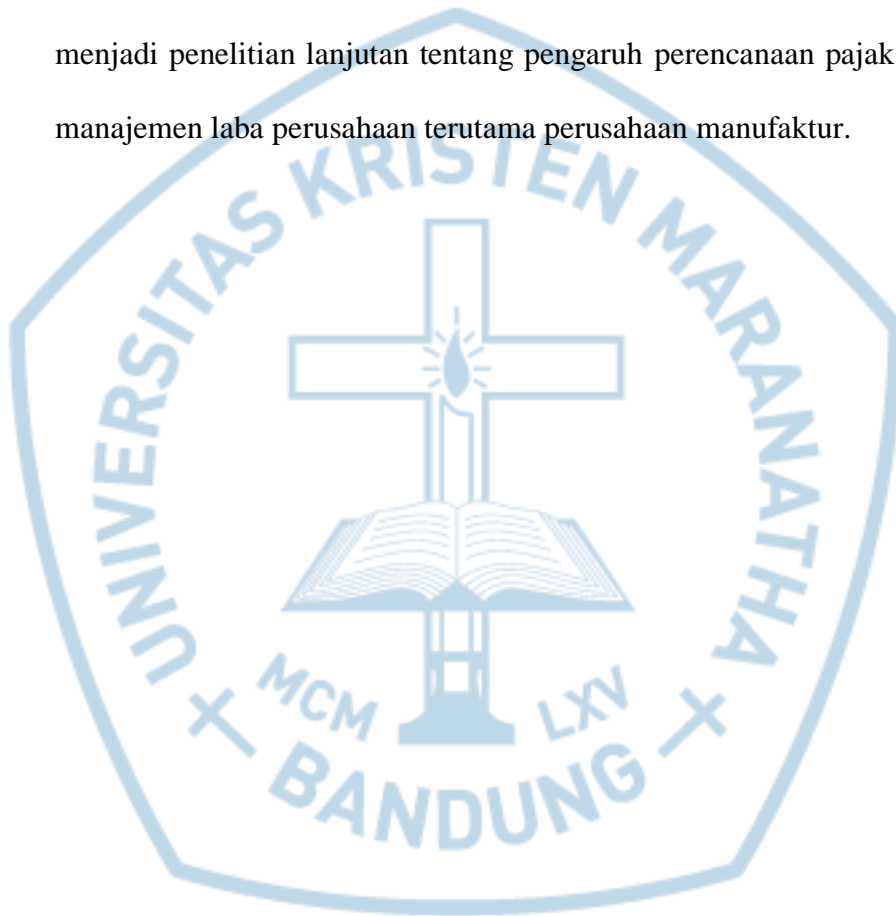 menjadi penelitian lanjutan tentang pengaruh perencanaan pajak
manajemen laba perusahaan terutama perusahaan manufaktur.
UNIVERSITAS KRISTEN MARANATHA
MCM LXV
BANDUNG